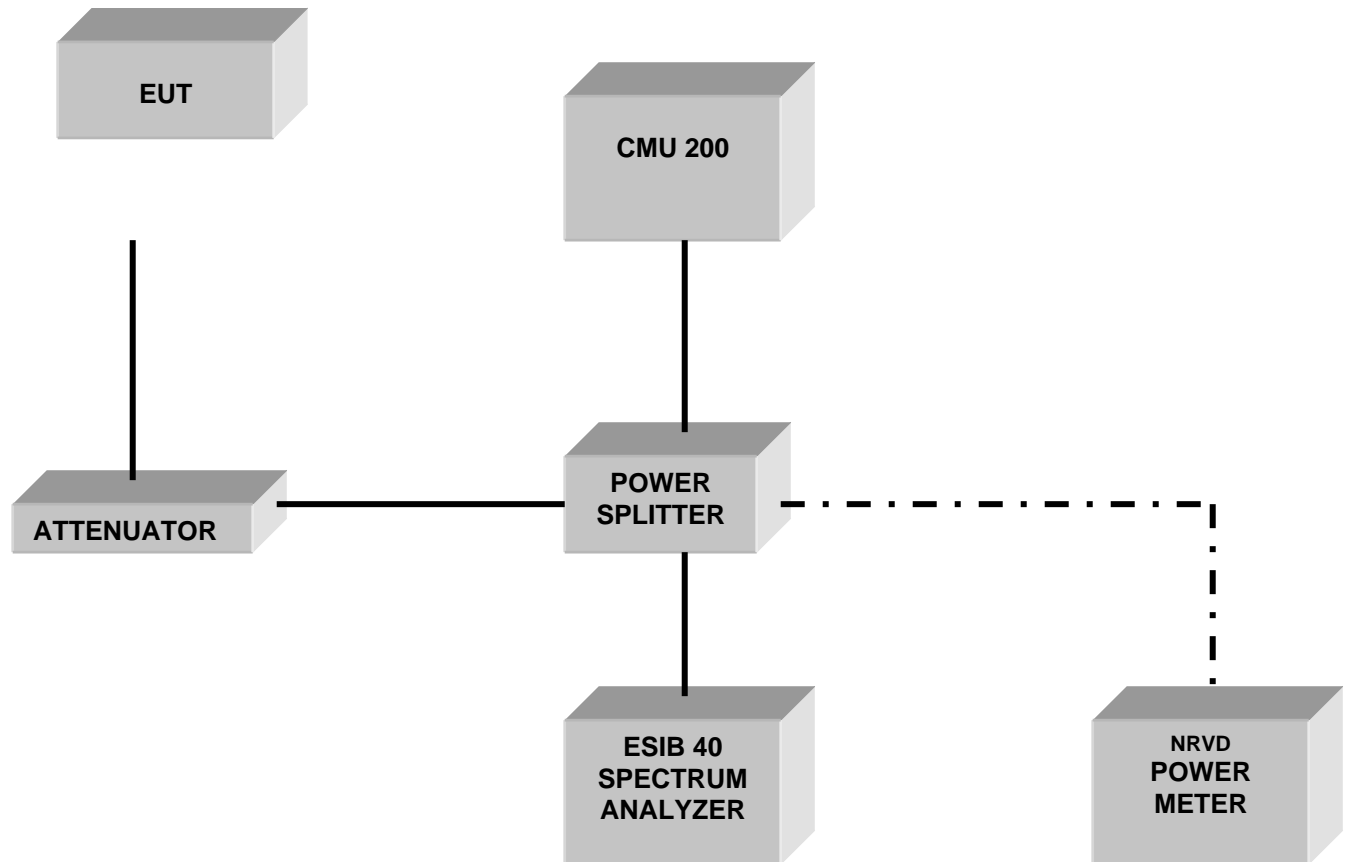 EUT
CMU 200
POWER
SPLITTER
ATTENUATOR
ESIB 40
SPECTRUM
ANALYZER
NRVD
POWER
METER